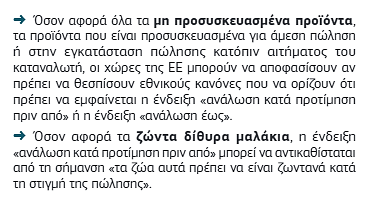 ➔ Όσον αφορά όλα τα μη προσυσκευασμένα προϊόντα,
τα προϊόντα που είναι προσυσκευασμένα για άμεση πώληση
ή στην εγκατάσταση πώλησης κατόπιν αιτήματος του
καταναλωτή, οι χώρες της ΕΕ μπορούν να αποφασίσουν αν
πρέπει να θεσπίσουν εθνικούς κανόνες που να ορίζουν ότι
πρέπει να εμφαίνεται η ένδειξη «ανάλωση κατά προτίμηση
πριν από» ή η ένδειξη «ανάλωση έως».
➔ Όσον αφορά τα ζώντα δίθυρα μαλάκια, η ένδειξη
«ανάλωση κατά προτίμηση πριν από» μπορεί να αντικαθίσταται
από τη σήμανση «τα ζώα αυτά πρέπει να είναι ζωντανά κατά
τη στιγμή της πώλησης».